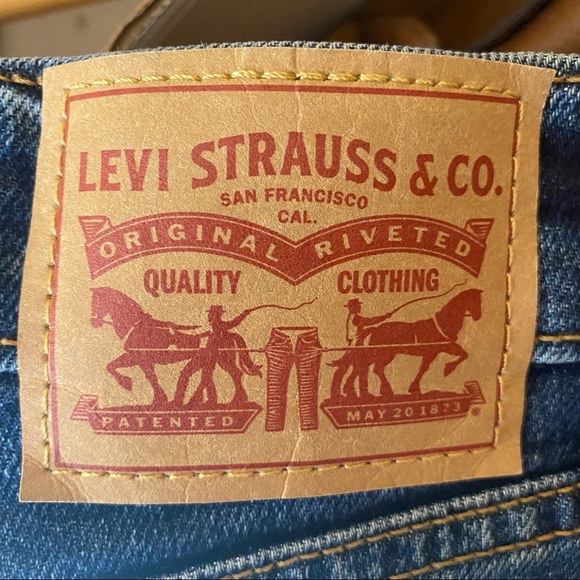 LEVI STRAUSS & CO.
SAN FRANCISCO
CAL.
ORIGINAL RIVETED
QUALITY CLOTHING
PATENTED MAY 20 1873 ®